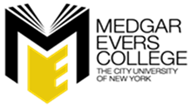 MEDGAR
EVERS
COLLEGE
THE CITY UNIVERSITY
OF NEW YORK